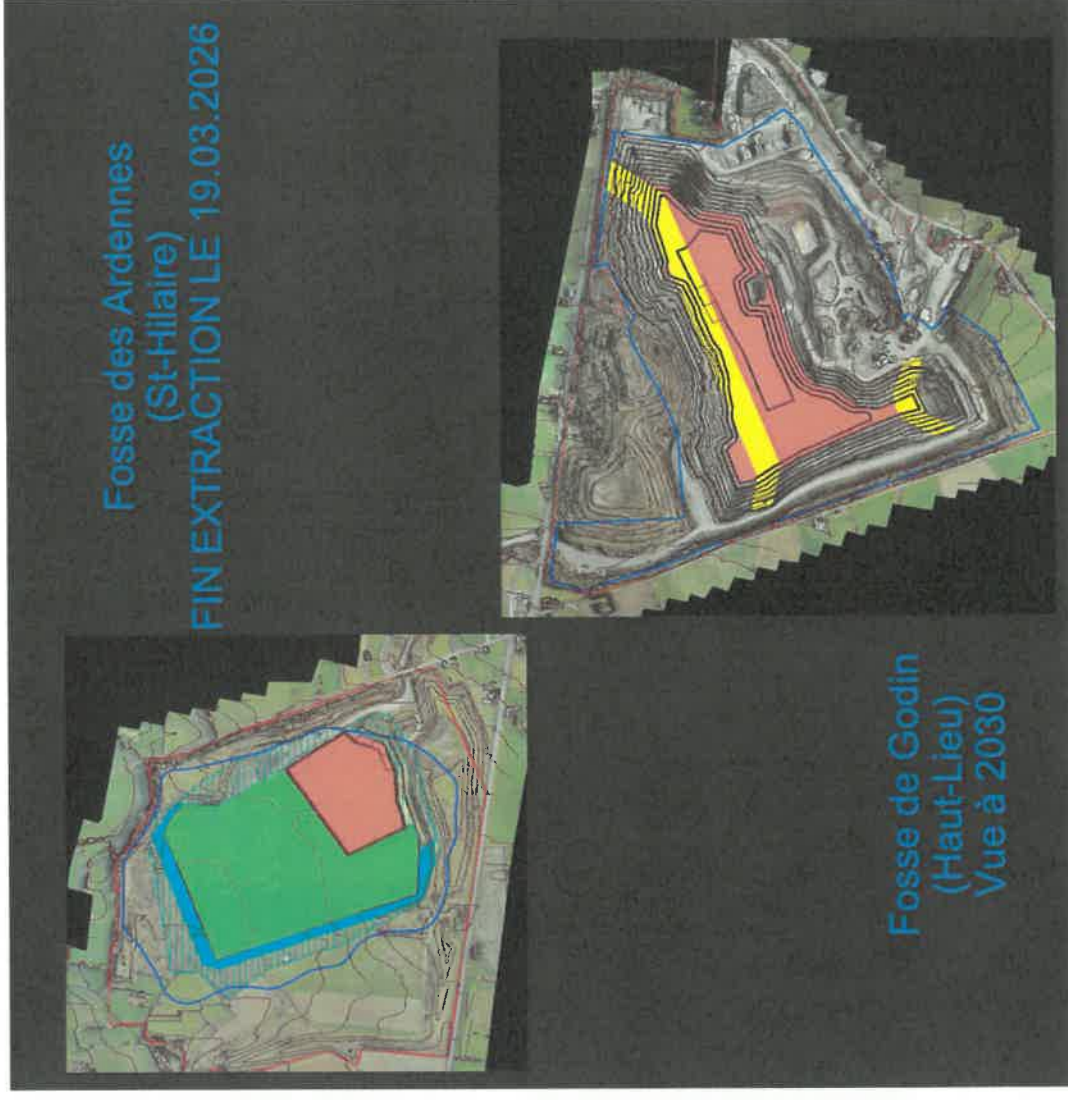 Fosse des Ardennes
(St-Hilaire)
FIN EXTRACTION LE 19.03.2026
Fosse de Godin
(Haut-Lieu)
Vue à 2030